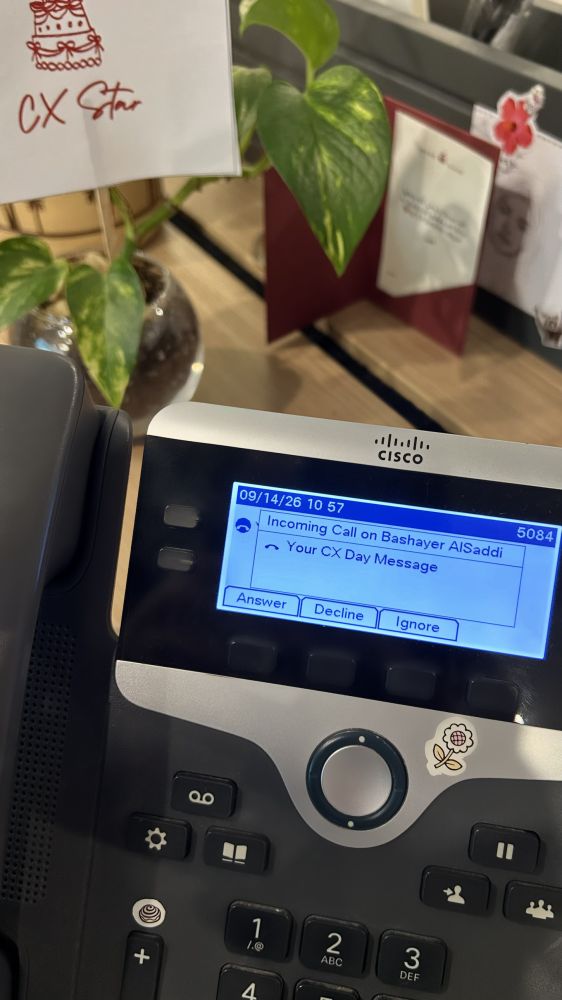 CX Star
CISCO
09/14/26 10 57
5084
Incoming Call on Bashayer AlSaddi
Your CX Day Message
Answer
Decline
Ignore
1
/.@
2
ABC
3
DEF
+
4